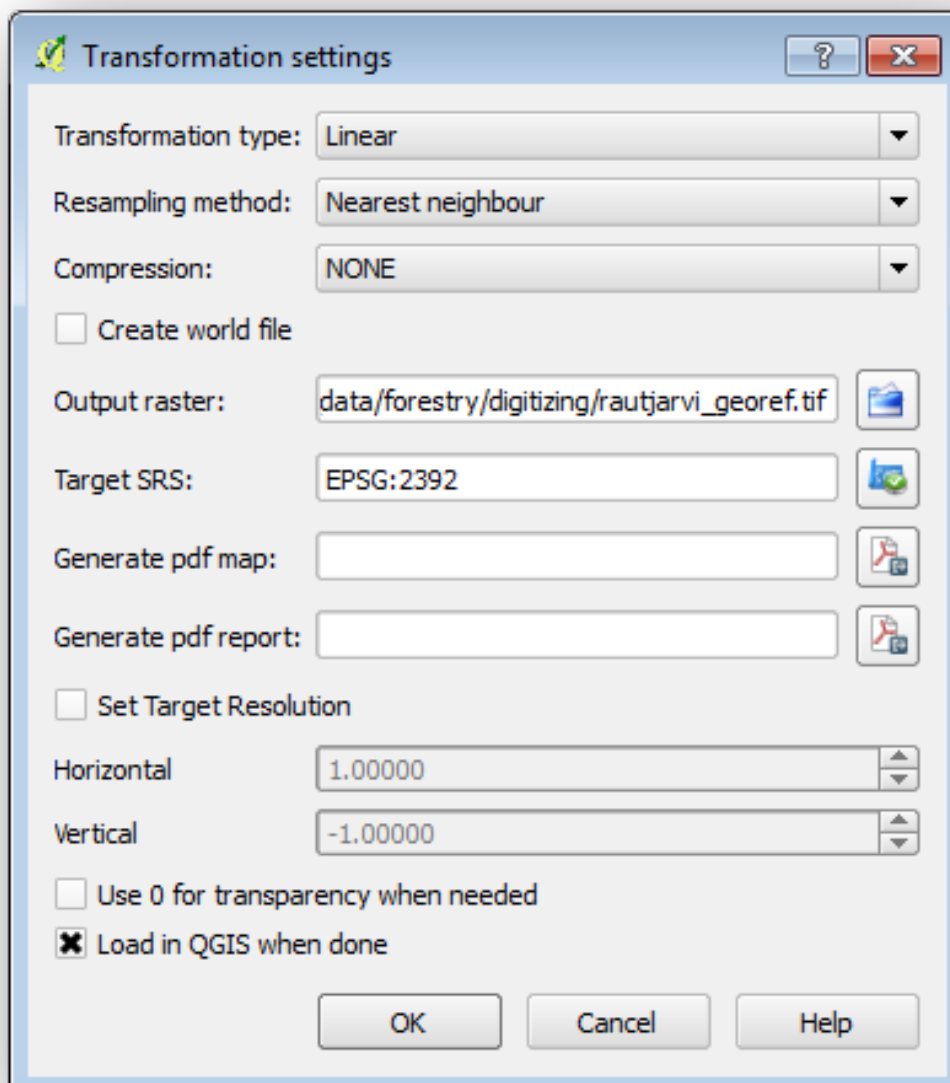 Transformation settings
?
Transformation type: Linear
Resampling method: Nearest neighbour
Compression: NONE
Create world file
Output raster: data/forestry/digitizing/rautjarvi_georef.tif
Target SRS: EPSG:2392
Generate pdf map:
Generate pdf report:
Set Target Resolution
Horizontal 1.00000
Vertical -1.00000
Use 0 for transparency when needed
Load in QGIS when done
OK Cancel Help